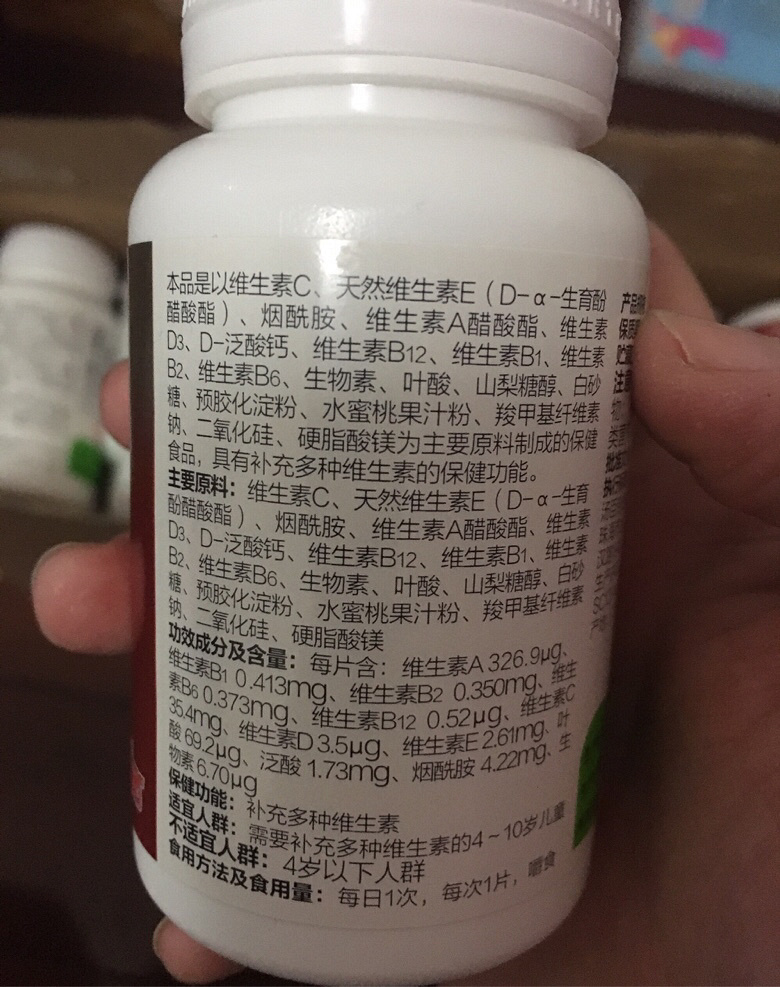 本品是以维生素C、天然维生素E（D-α-生育酚
醋酸酯）、烟酰胺、维生素A醋酸酯、维生素
D3、D-泛酸钙、维生素B12、维生素B1、维生素
B2、维生素B6、生物素、叶酸、山梨糖醇、白砂
糖、预胶化淀粉、水蜜桃果汁粉、羧甲基纤维素
钠、二氧化硅、硬脂酸镁为主要原料制成的保健
食品，具有补充多种维生素的保健功能。
主要原料：维生素C、天然维生素E（D-α-生育
酚醋酸酯）、烟酰胺、维生素A醋酸酯、维生素
D3、D-泛酸钙、维生素B12、维生素B1、维生素
B2、维生素B6、生物素、叶酸、山梨糖醇、白砂
糖、预胶化淀粉、水蜜桃果汁粉、羧甲基纤维素
钠、二氧化硅、硬脂酸镁
功效成分及含量：每片含：维生素A 326.9μg、
维生素B1 0.413mg、维生素B2 0.350mg、维生
素B6 0.373mg、维生素B12 0.52μg、维生素C
35.4mg、维生素D 3.5μg、维生素E 2.61mg、叶
酸 69.2μg、泛酸 1.73mg、烟酰胺 4.22mg、生
物素 6.70μg
保健功能：补充多种维生素
适宜人群：需要补充多种维生素的4~10岁儿童
不适宜人群：4岁以下人群
食用方法及食用量：每日1次，每次1片，嚼食
产品
保质
贮藏
注意